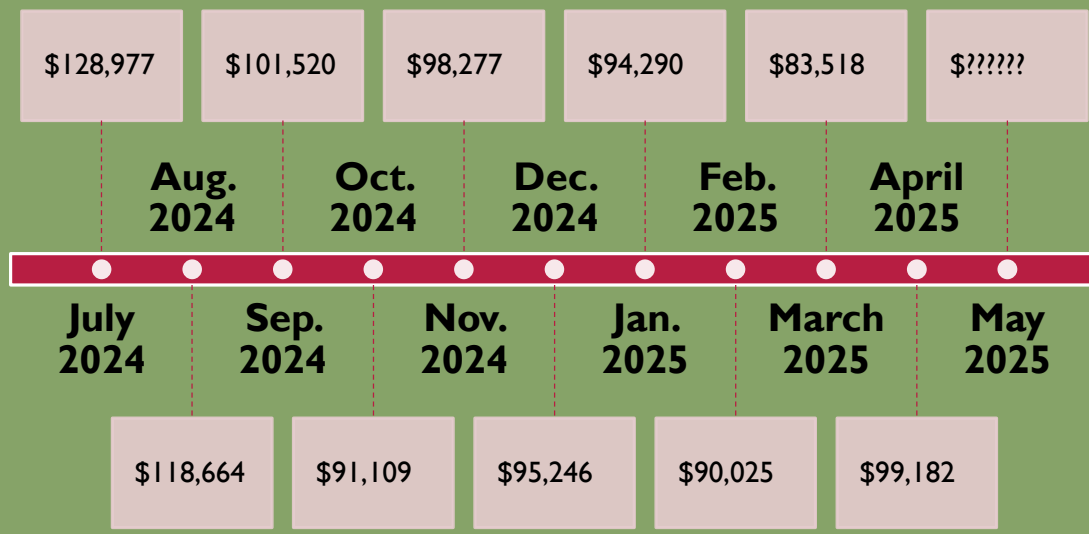 $128,977
$101,520
$98,277
$94,290
$83,518
$??????
Aug.
2024
Oct.
2024
Dec.
2024
Feb.
2025
April
2025
July
2024
Sep.
2024
Nov.
2024
Jan.
2025
March
2025
May
2025
$118,664
$91,109
$95,246
$90,025
$99,182